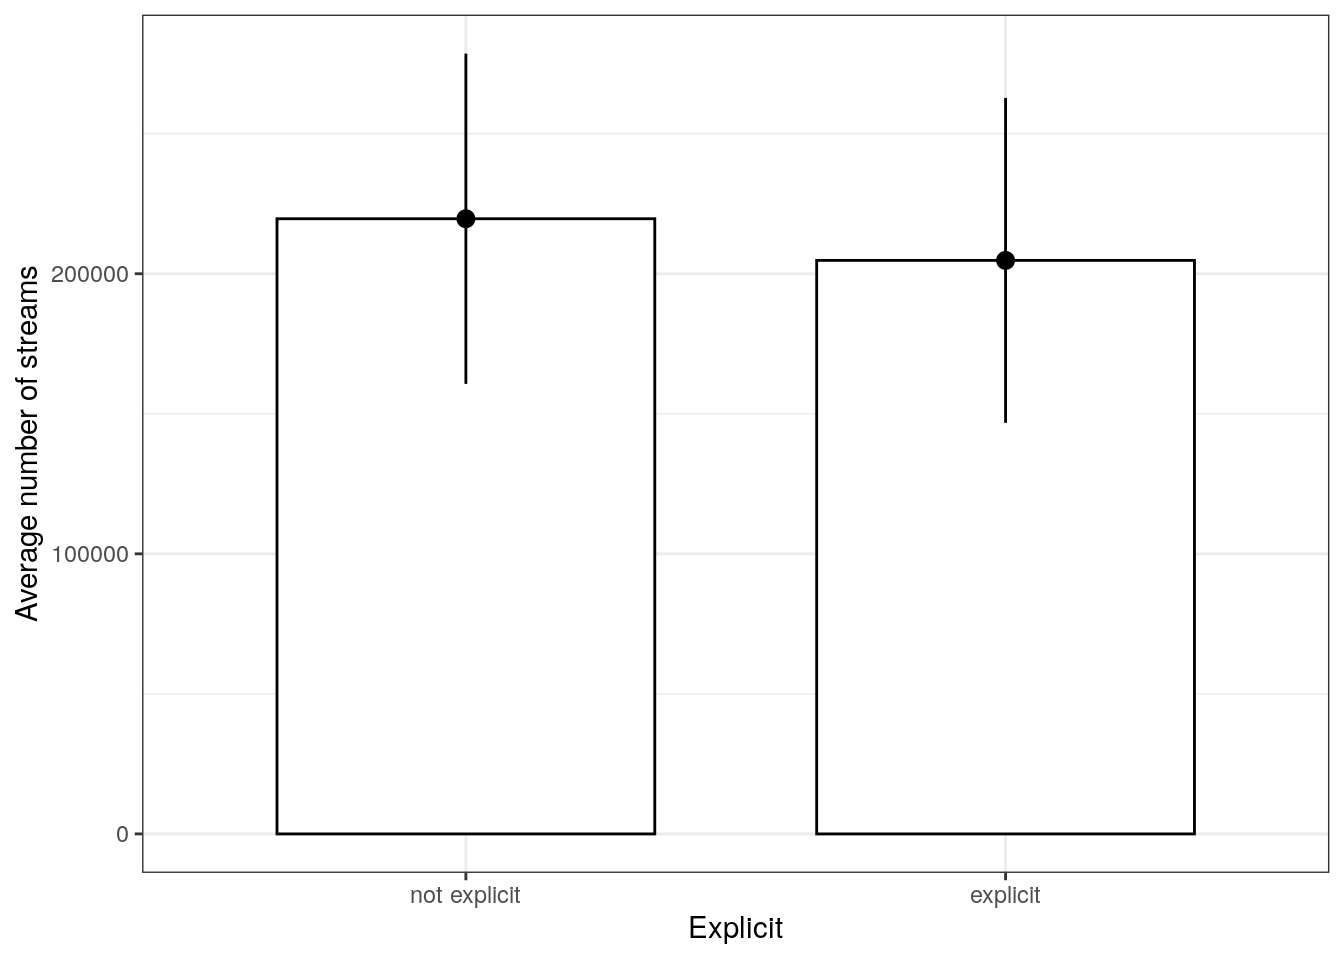 Average number of streams
200000
100000
0
not explicit
explicit
Explicit